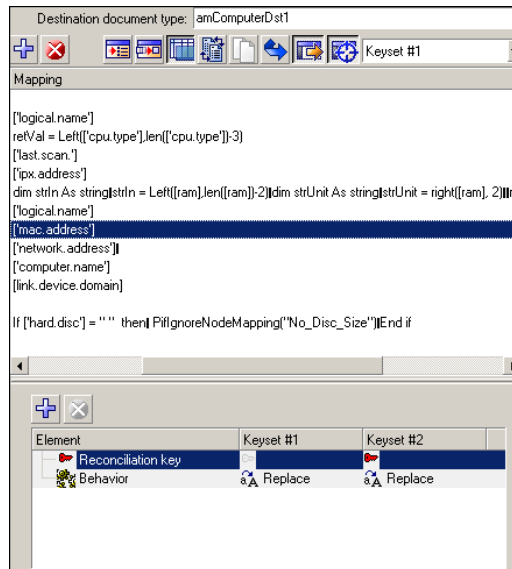 Destination document type: amComputerDst1
Keyset #1
Mapping
['logical.name']
retVal = Left(['cpu.type'],len(['cpu.type'])-3)
['last.scan.']
['ipx.address']
dim strIn As string|strIn = Left([ram],len([ram])-2)|dim strUnit As string|strUnit = right([ram], 2)||
['logical.name']
['mac.address']
['network.address']|
['computer.name']
[link.device.domain]
If ['hard.disc'] = " " then| PifIgnoreNodeMapping("No_Disc_Size")|End if
Element Keyset #1 Keyset #2
Reconciliation key
Behavior Replace Replace